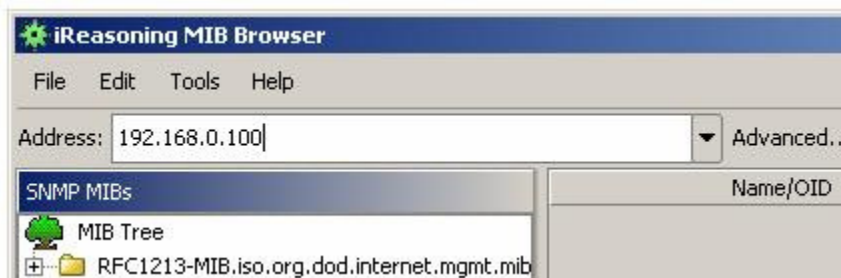 iReasoning MIB Browser
File Edit Tools Help
Address: 192.168.0.100 Advanced..
SNMP MIBs Name/OID
MIB Tree
RFC1213-MIB.iso.org.dod.internet.mgmt.mib